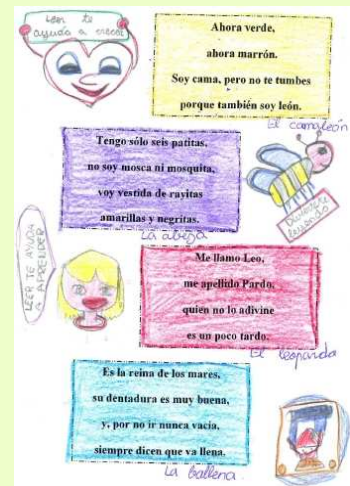 Leer te
ayuda a crecer
Ahora verde,
ahora marrón.
Soy cama, pero no te tumbes
porque también soy león.
El camaleón
Tengo sólo seis patitas,
no soy mosca ni mosquita,
voy vestida de rayitas
amarillas y negritas.
La abeja
Diviértete
leyendo
LEER TE AYUDA
A APRENDER
Me llamo Leo,
me apellido Pardo,
quien no lo adivine
es un poco tardo.
El leopardo
Es la reina de los mares,
su dentadura es muy buena,
y, por no ir nunca vacía,
siempre dicen que va llena.
La ballena